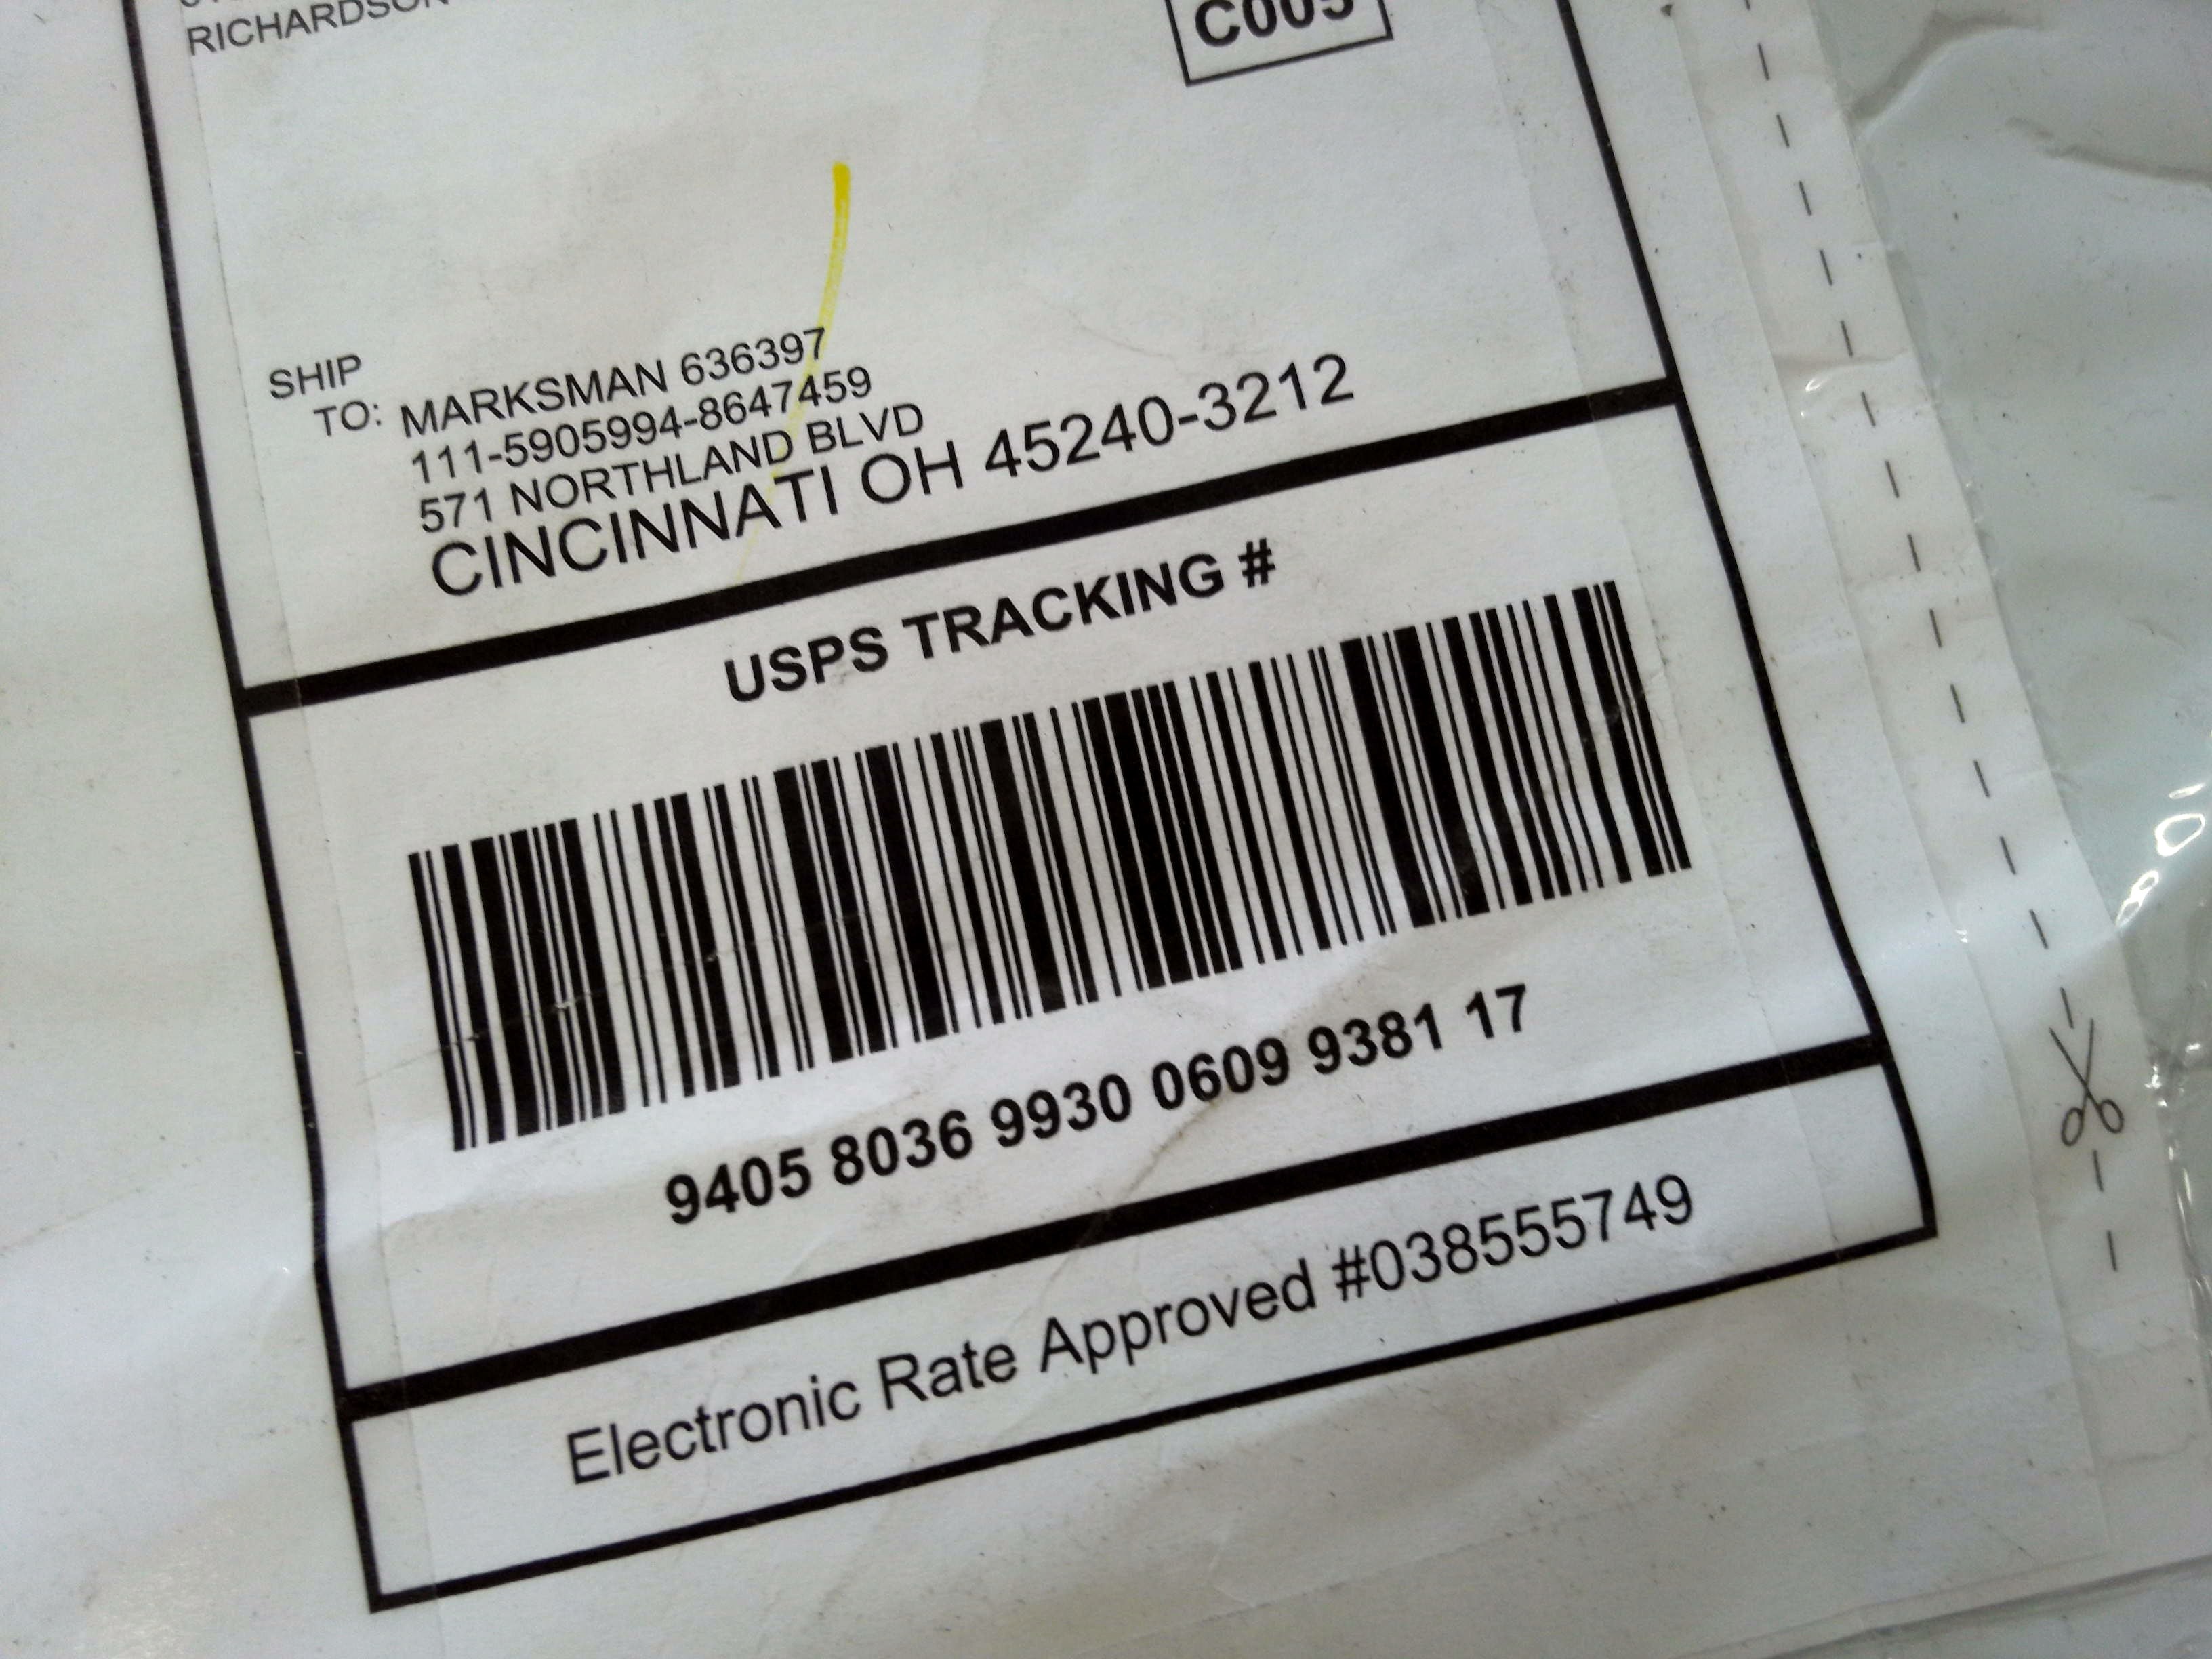 RICHARDSON
C005
SHIP
TO: MARKSMAN 636397
111-5905994-8647459
571 NORTHLAND BLVD
CINCINNATI OH 45240-3212
USPS TRACKING #
9405 8036 9930 0609 9381 17
Electronic Rate Approved #038555749